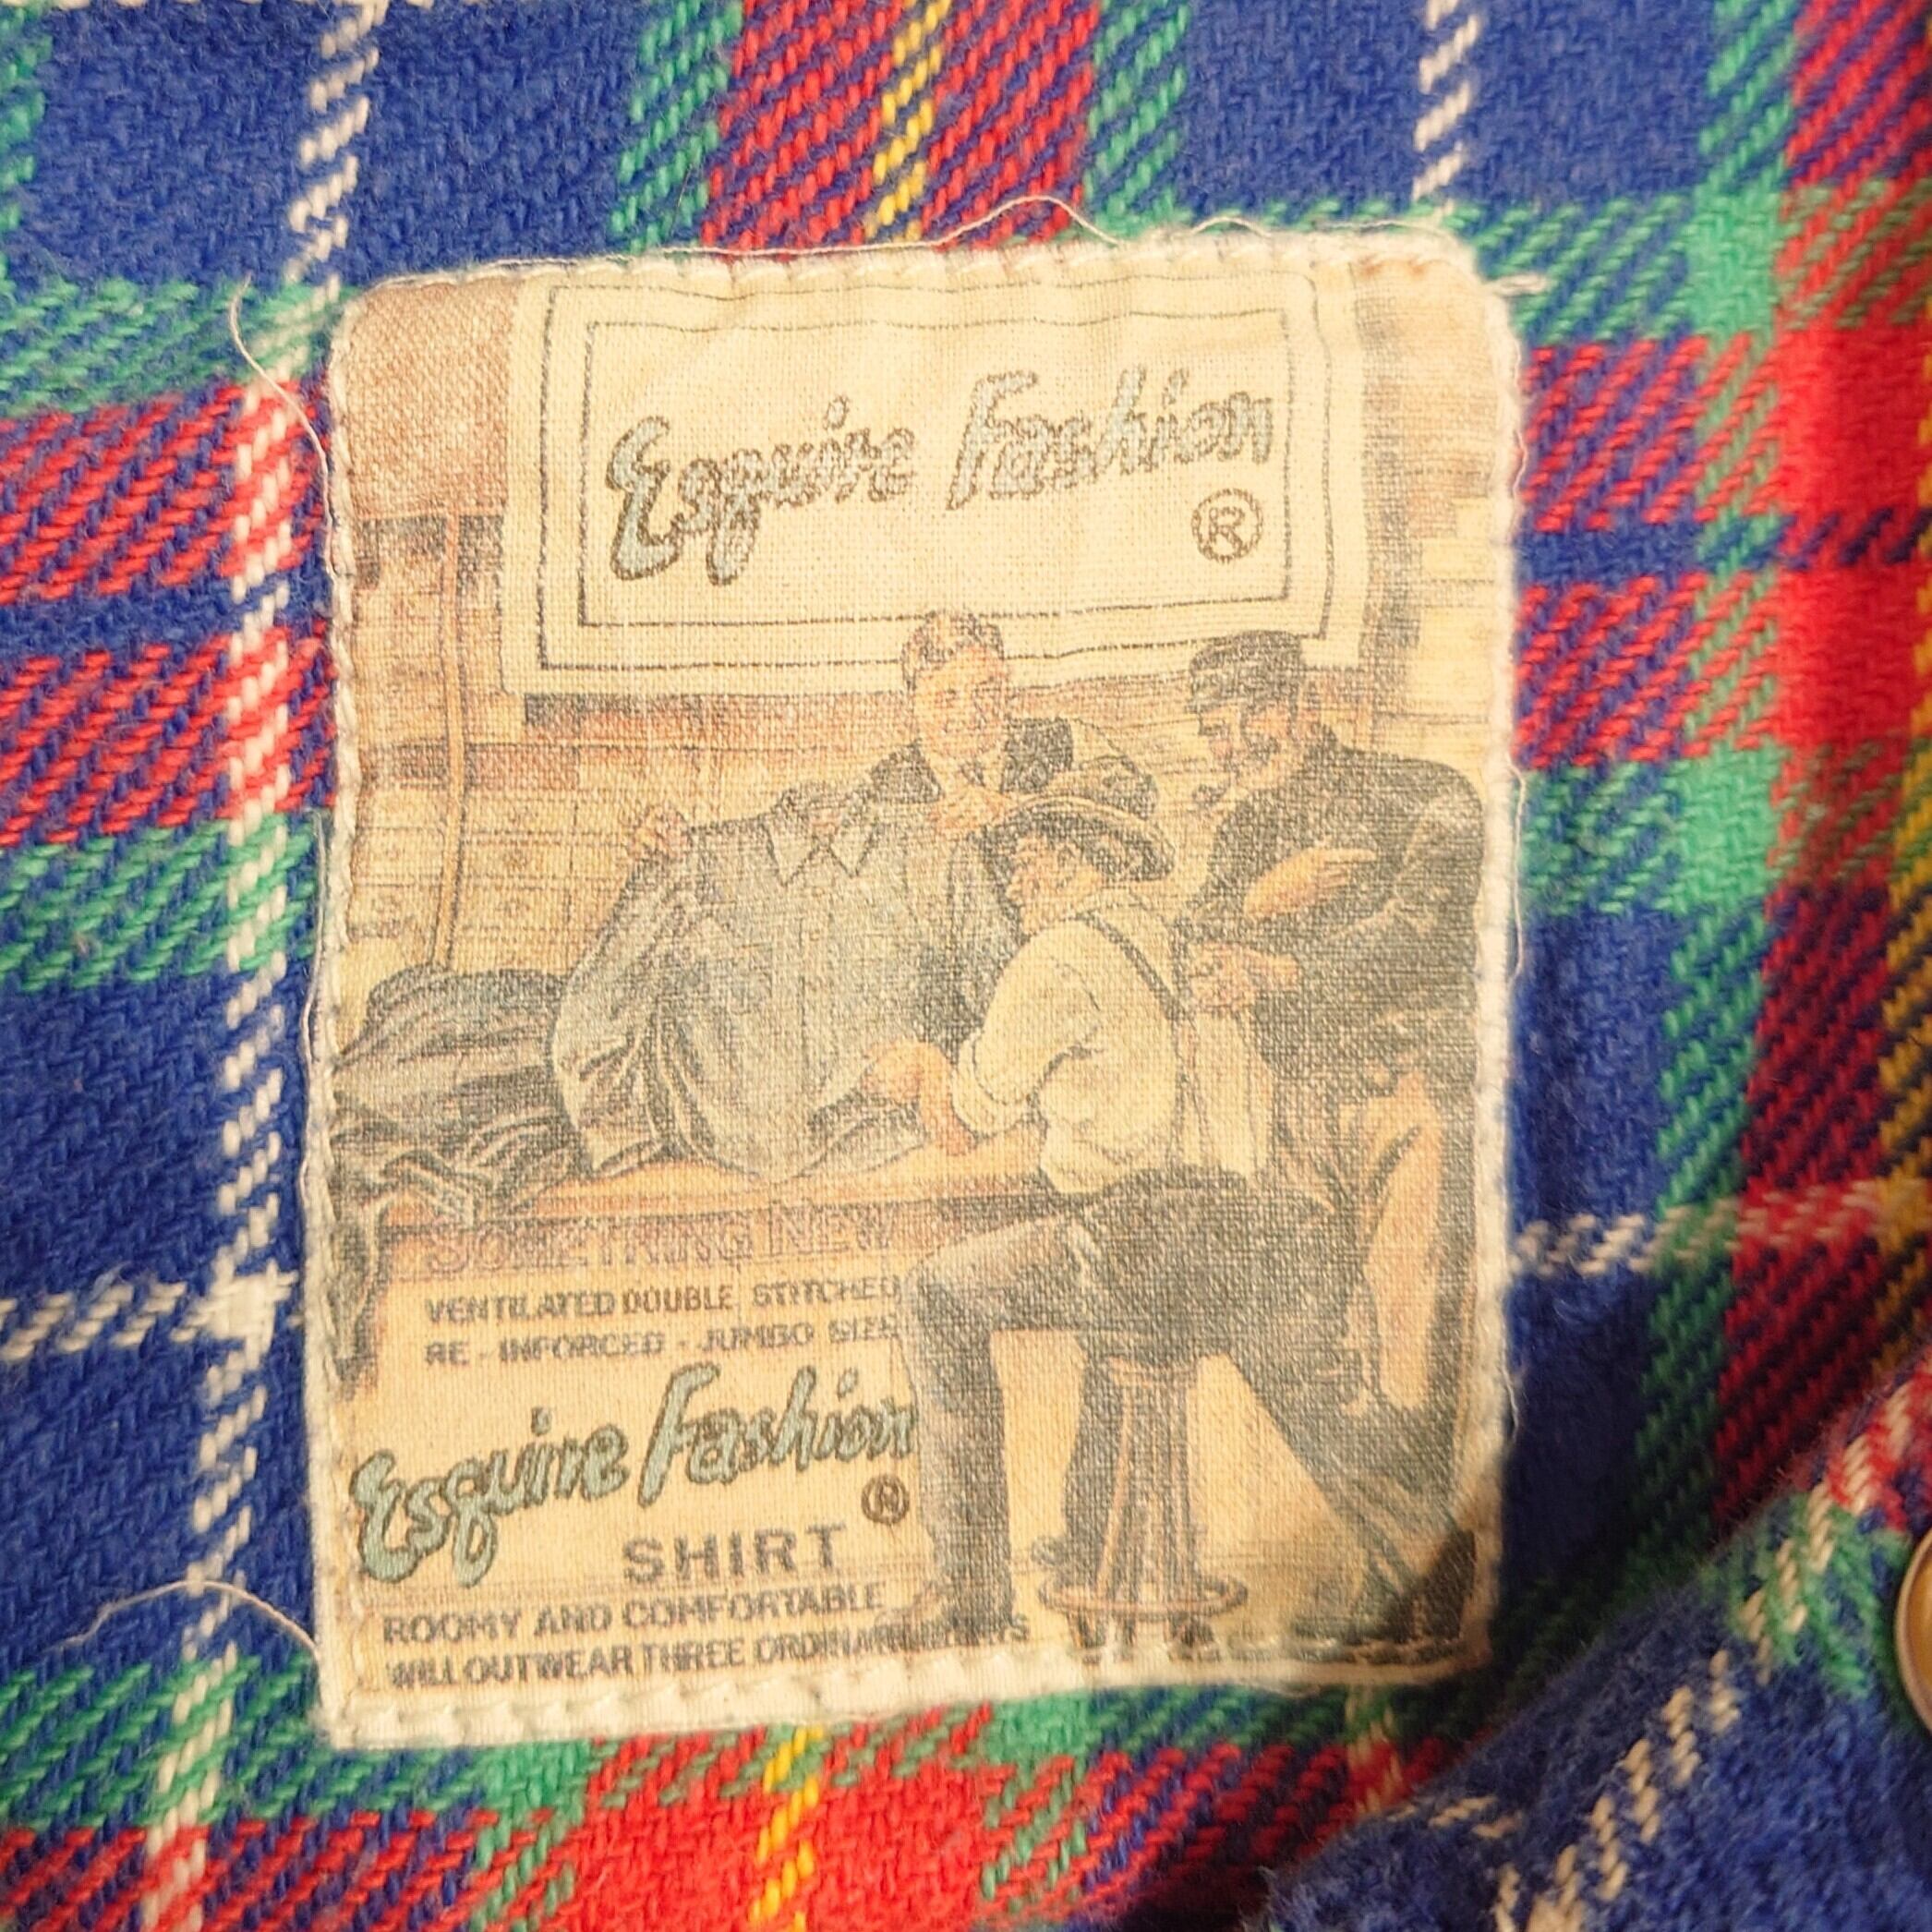 Esquire Fashion
®
SOMETHING NEW
VENTILATED DOUBLE STITCHED
RE-INFORCED - JUMBO SIZE
Esquire Fashion
®
SHIRT
ROOMY AND COMFORTABLE
WILL OUTWEAR THREE ORDINARY